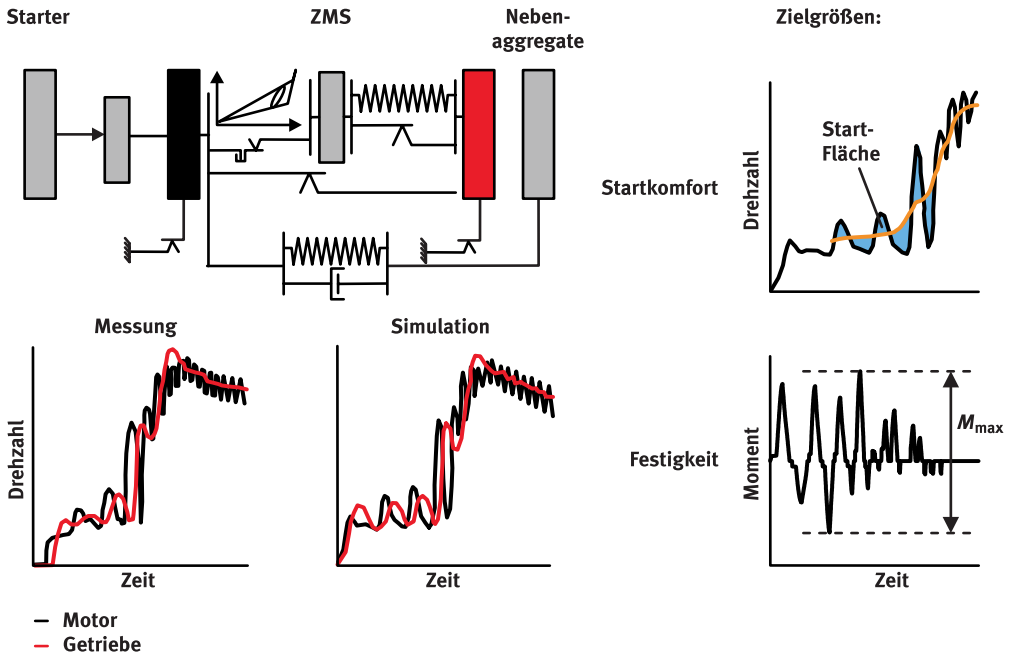 Starter
ZMS
Neben-
aggregate
Zielgrößen:
Start-
Fläche
Drehzahl
Startkomfort
Messung
Simulation
Drehzahl
Zeit
Zeit
Festigkeit
Moment
Mmax
Zeit
Motor
Getriebe